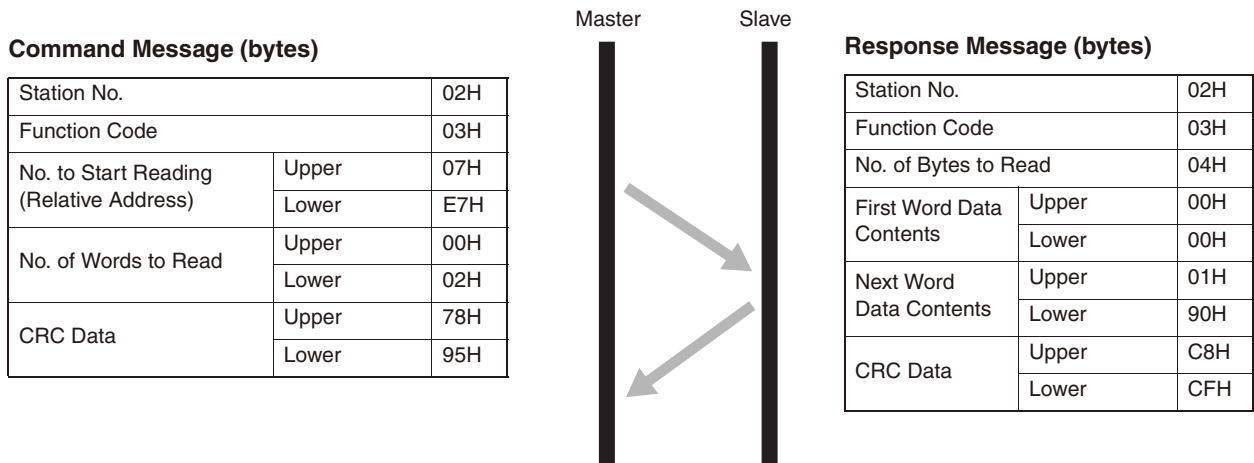 Master Slave
Command Message (bytes)
Station No. 02H
Function Code 03H
No. to Start Reading
(Relative Address)
Upper 07H
Lower E7H
No. of Words to Read
Upper 00H
Lower 02H
CRC Data
Upper 78H
Lower 95H
Response Message (bytes)
Station No. 02H
Function Code 03H
No. of Bytes to Read 04H
First Word Data
Contents
Upper 00H
Lower 00H
Next Word
Data Contents
Upper 01H
Lower 90H
CRC Data
Upper C8H
Lower CFH